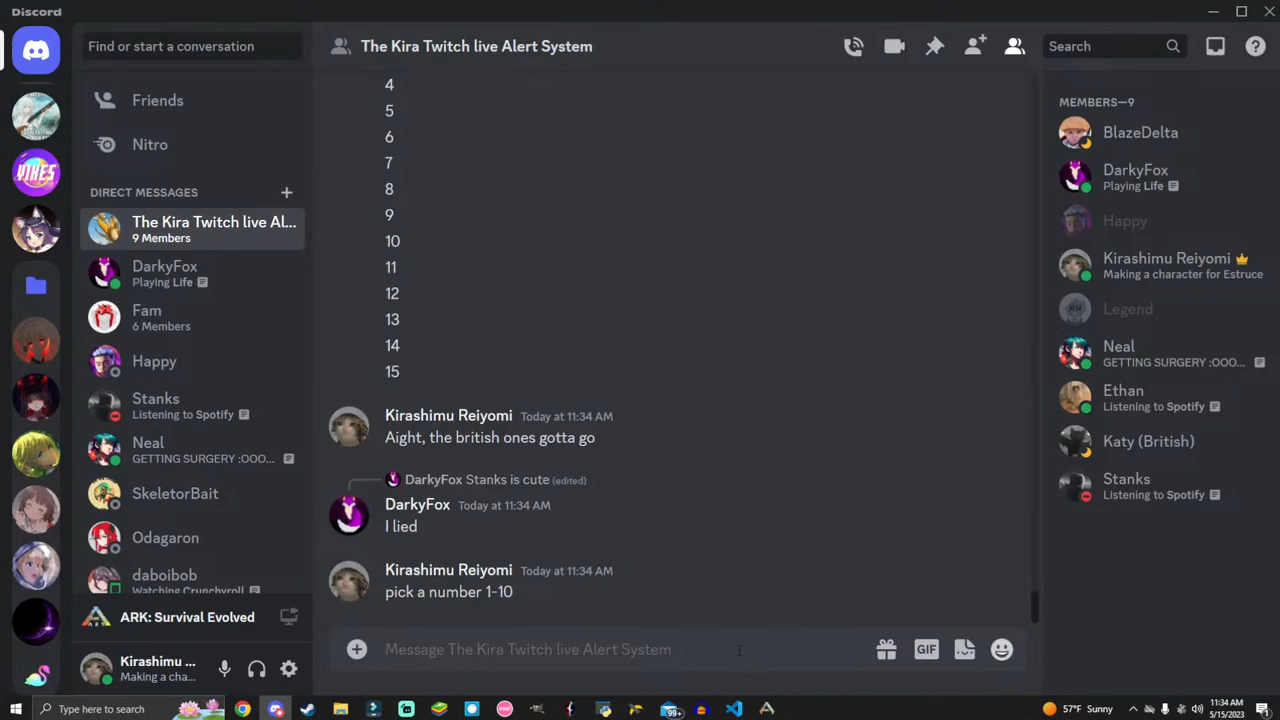 Discord
Find or start a conversation
Friends
Nitro
DIRECT MESSAGES
The Kira Twitch live Al...
9 Members
DarkyFox
Playing Life
Fam
6 Members
Happy
Stanks
Listening to Spotify
Neal
GETTING SURGERY :OOO...
SkeletorBait
Odagaron
daboibob
Watching Crunchyroll
ARK: Survival Evolved
Kirashimu ...
Making a cha...
YIKES
The Kira Twitch live Alert System
Search
4
5
6
7
8
9
10
11
12
13
14
15
Kirashimu Reiyomi Today at 11:34 AM
Aight, the british ones gotta go
DarkyFox Stanks is cute (edited)
DarkyFox Today at 11:34 AM
I lied
Kirashimu Reiyomi Today at 11:34 AM
pick a number 1-10
Message The Kira Twitch live Alert System
GIF
MEMBERS—9
BlazeDelta
DarkyFox
Playing Life
Happy
Kirashimu Reiyomi
Making a character for Estruce
Legend
Neal
GETTING SURGERY :OOO...
Ethan
Listening to Spotify
Katy (British)
Stanks
Listening to Spotify
Type here to search
99+
57°F Sunny
11:34 AM
5/15/2023